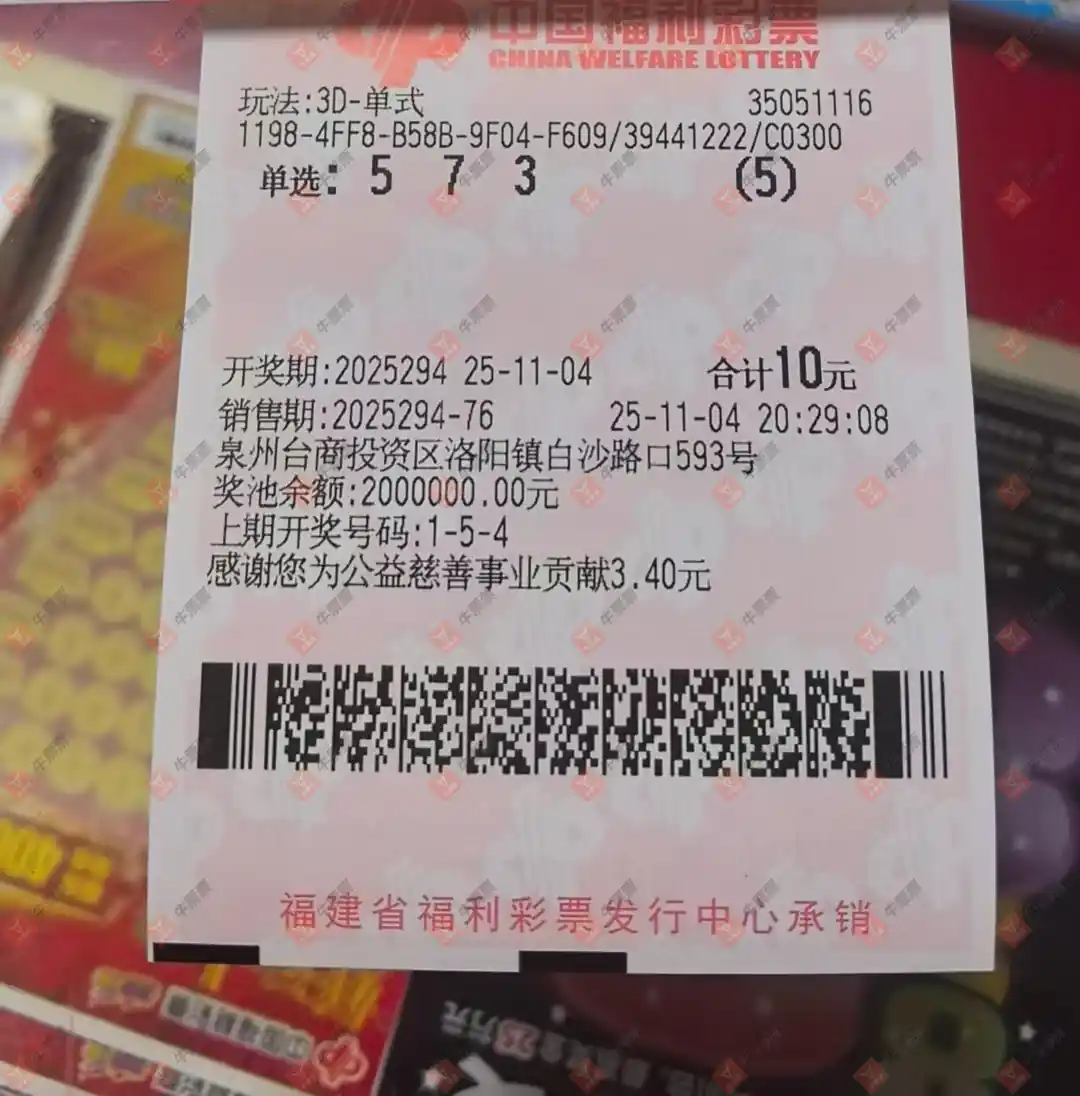 中国福利彩票
CHINA WELFARE LOTTERY
玩法:3D-单式 35051116
1198-4FF8-B58B-9F04-F609/39441222/C0300
单选: 5 7 3 (5)
开奖期:2025294 25-11-04 合计10元
销售期:2025294-76 25-11-04 20:29:08
泉州台商投资区洛阳镇白沙路口593号
奖池余额:2000000.00元
上期开奖号码:1-5-4
感谢您为公益慈善事业贡献3.40元
福建省福利彩票发行中心承销
牛票票